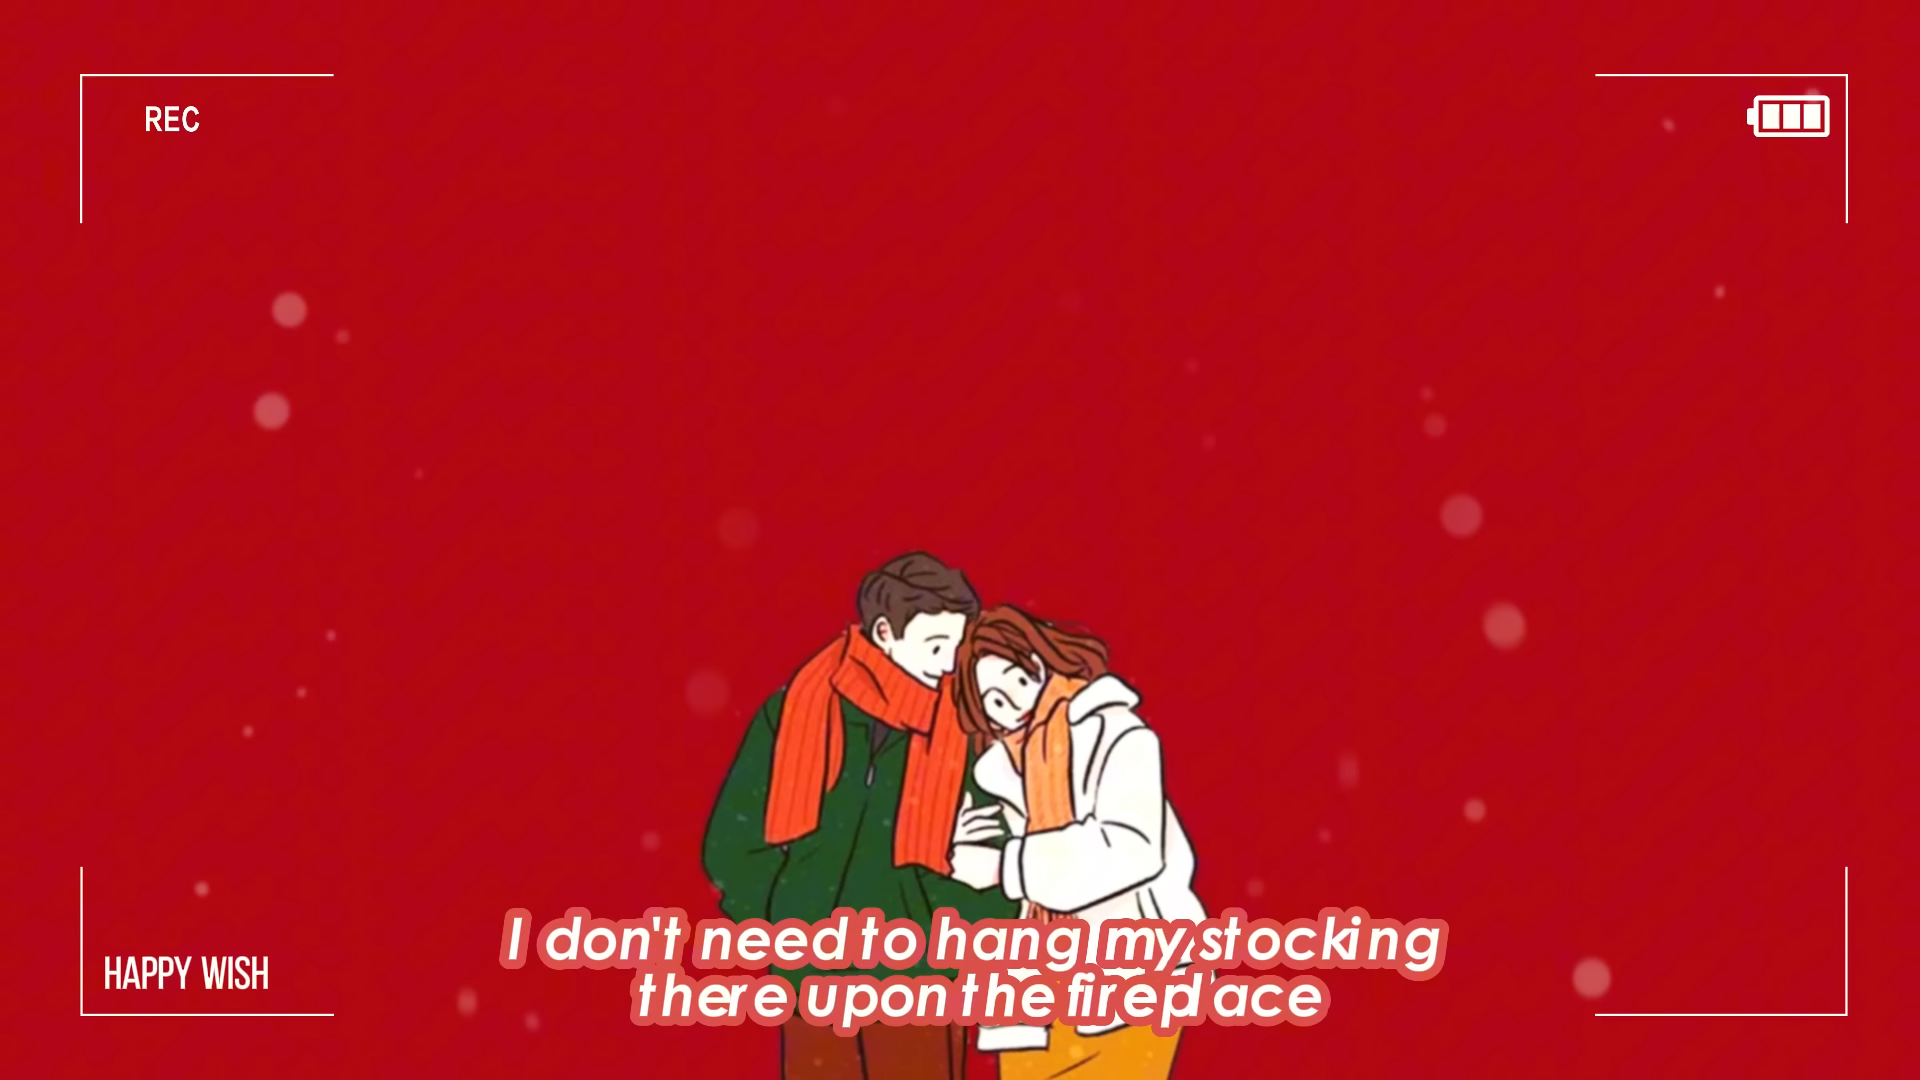 REC
HAPPY WISH
I don't need to hang my stocking
there upon the fireplace